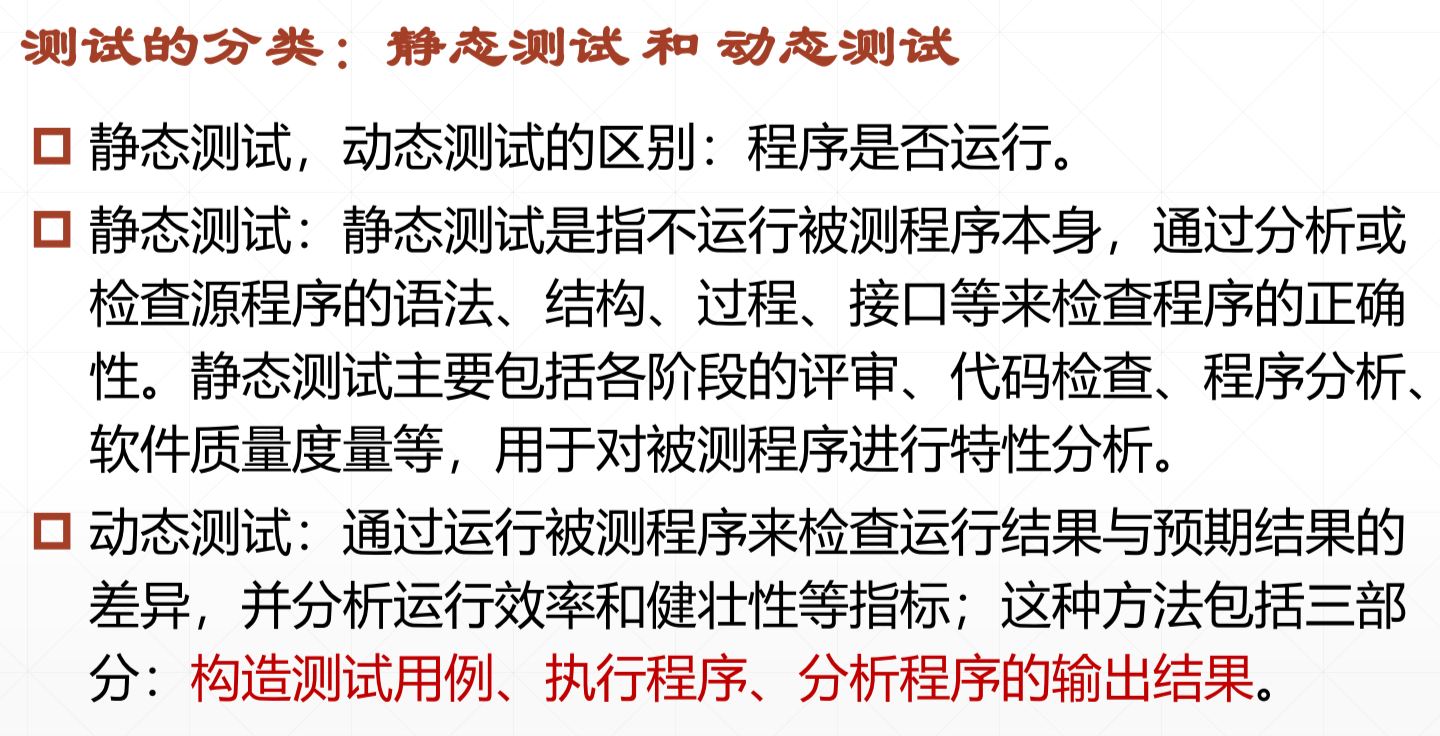 测试的分类：静态测试 和 动态测试
静态测试，动态测试的区别：程序是否运行。
静态测试：静态测试是指不运行被测程序本身，通过分析或
检查源程序的语法、结构、过程、接口等来检查程序的正确
性。静态测试主要包括各阶段的评审、代码检查、程序分析、
软件质量度量等，用于对被测程序进行特性分析。
动态测试：通过运行被测程序来检查运行结果与预期结果的
差异，并分析运行效率和健壮性等指标；这种方法包括三部
分：构造测试用例、执行程序、分析程序的输出结果。